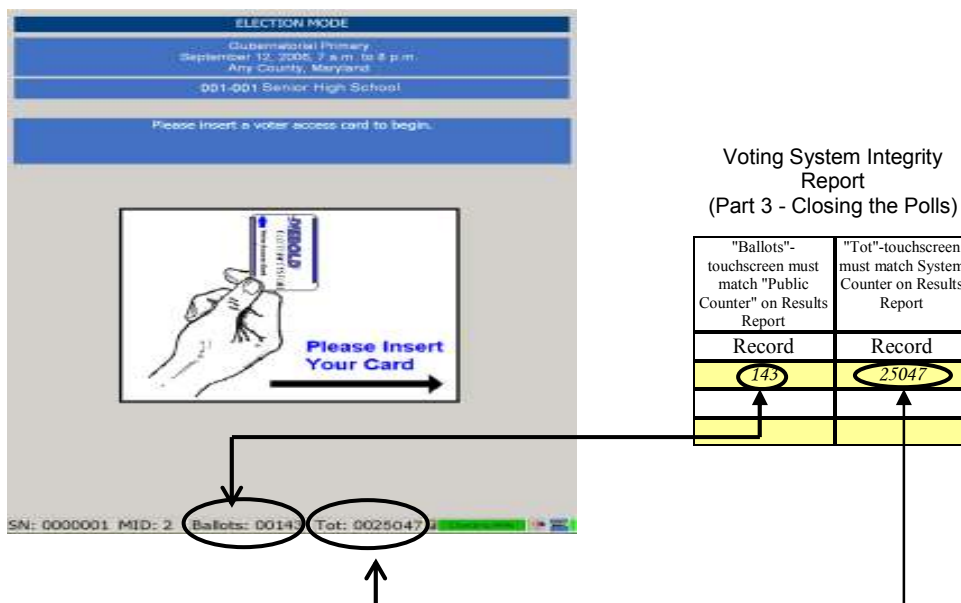 ELECTION MODE
Gubernatorial Primary
September 12, 2006, 7 a.m. to 8 p.m.
Any County, Maryland
001-001 Senior High School
Please insert a voter access card to begin.
DIEBOLD
Please Insert
Your Card
SN: 0000001 MID: 2 Ballots: 00143 Tot: 0025047
Voting System Integrity
Report
(Part 3 - Closing the Polls)
"Ballots"-
touchscreen must
match "Public
Counter" on Results
Report
"Tot"-touchscreen
must match System
Counter on Results
Report
Record
Record
143
25047